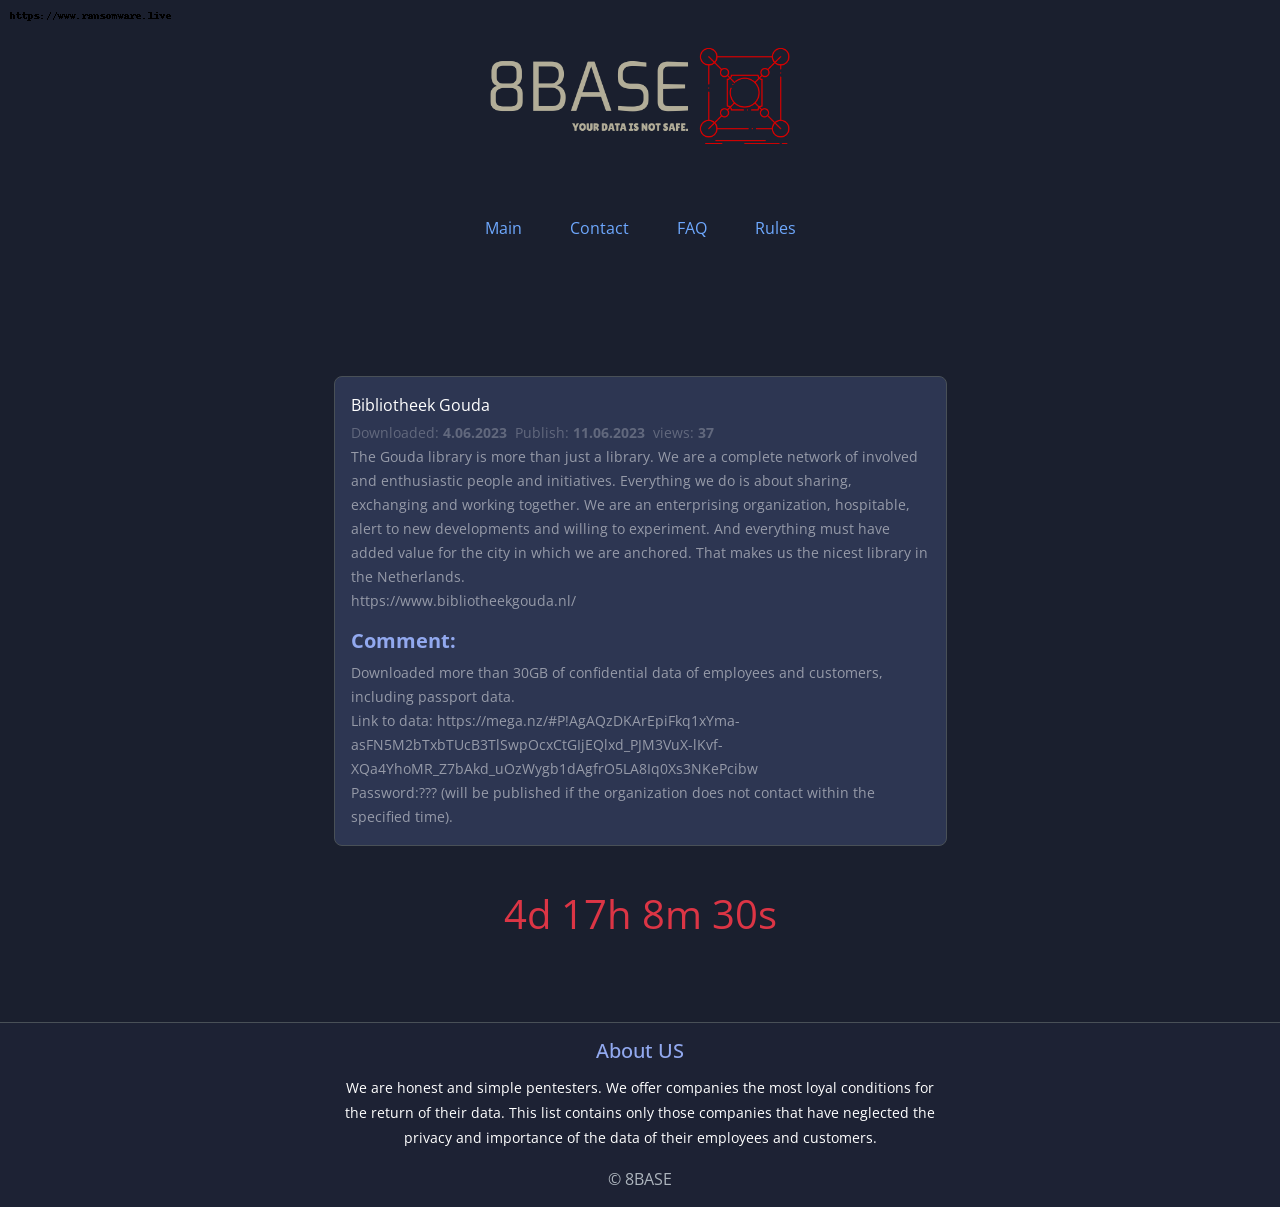 https://www.ransomware.live
8BASE
YOUR DATA IS NOT SAFE.
Main Contact FAQ Rules
Bibliotheek Gouda
Downloaded: 4.06.2023 Publish: 11.06.2023 views: 37
The Gouda library is more than just a library. We are a complete network of involved
and enthusiastic people and initiatives. Everything we do is about sharing,
exchanging and working together. We are an enterprising organization, hospitable,
alert to new developments and willing to experiment. And everything must have
added value for the city in which we are anchored. That makes us the nicest library in
the Netherlands.
https://www.bibliotheekgouda.nl/
Comment:
Downloaded more than 30GB of confidential data of employees and customers,
including passport data.
Link to data: https://mega.nz/#P!AgAQzDKArEpiFkq1xYma-
asFN5M2bTxbTUcB3TlSwpOcxCtGIjEQlxd_PJM3VuX-lKvf-
XQa4YhoMR_Z7bAkd_uOzWygb1dAgfrO5LA8Iq0Xs3NKePcibw
Password:??? (will be published if the organization does not contact within the
specified time).
4d 17h 8m 30s
About US
We are honest and simple pentesters. We offer companies the most loyal conditions for
the return of their data. This list contains only those companies that have neglected the
privacy and importance of the data of their employees and customers.
© 8BASE